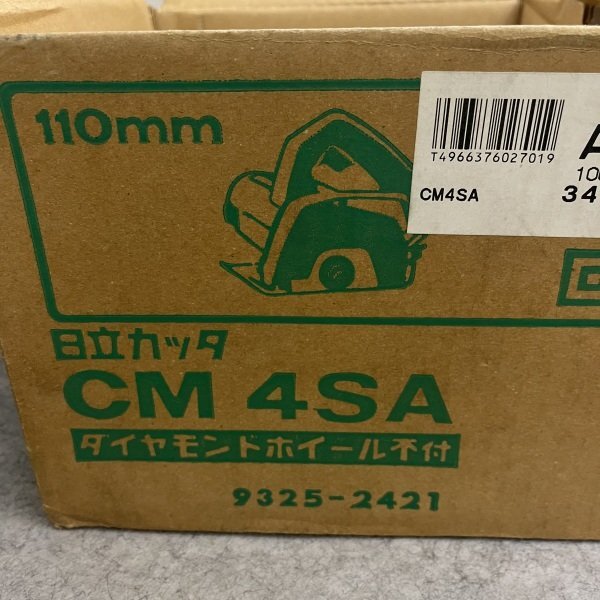 110mm
T4966376027019
CM4SA
日立カッタ
CM 4SA
ダイヤモンドホイール不付
9325-2421